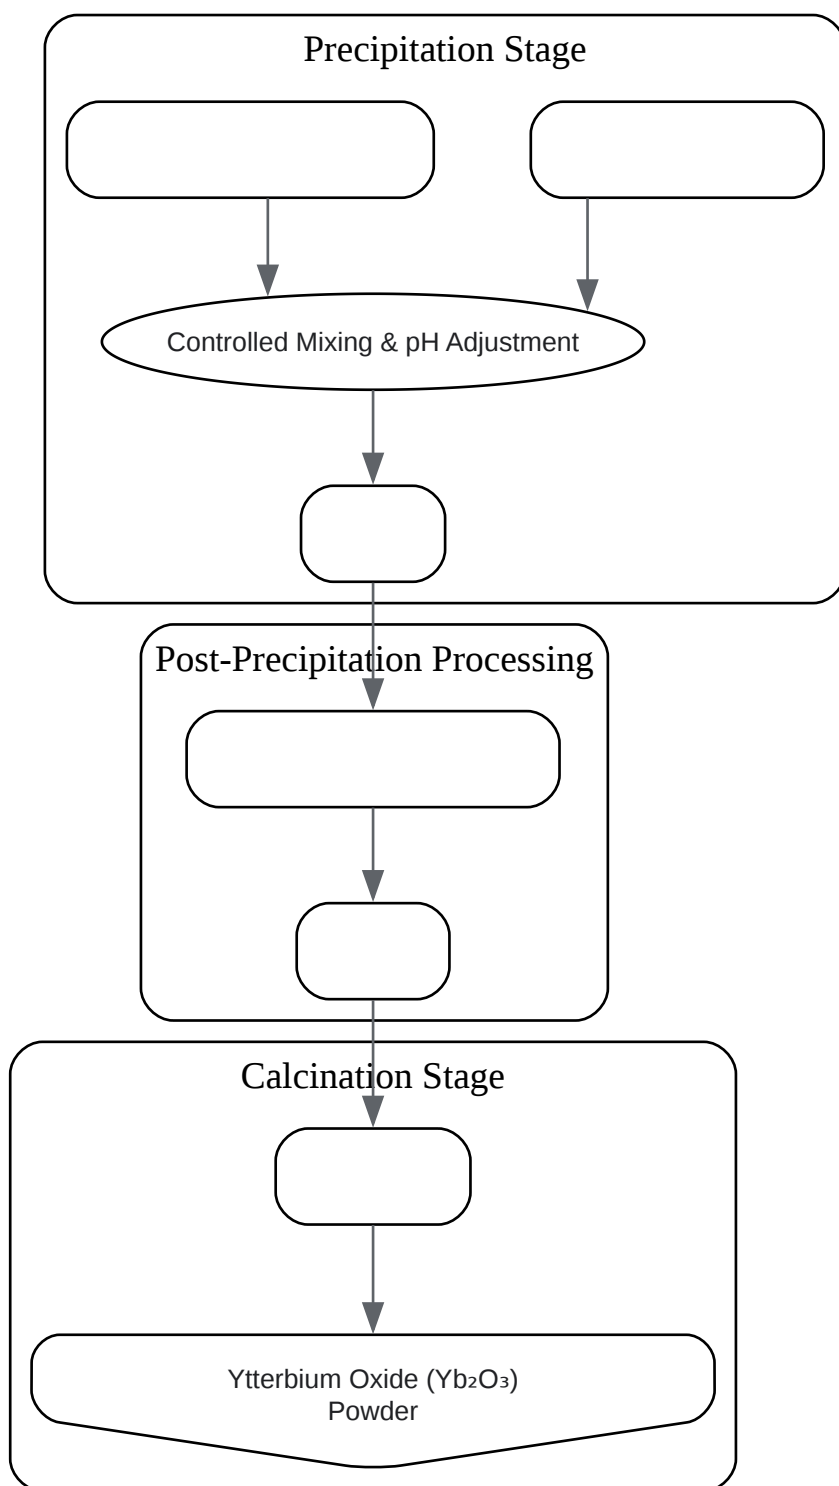 Precipitation Stage
Controlled Mixing & pH Adjustment
Post-Precipitation Processing
Calcination Stage
Ytterbium Oxide (Yb₂O₃)
Powder